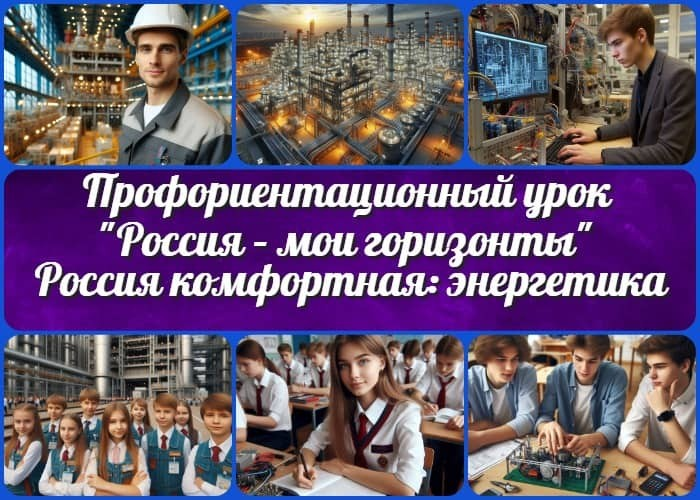 Профориентационный урок
"Россия – мои горизонты"
Россия комфортная: энергетика